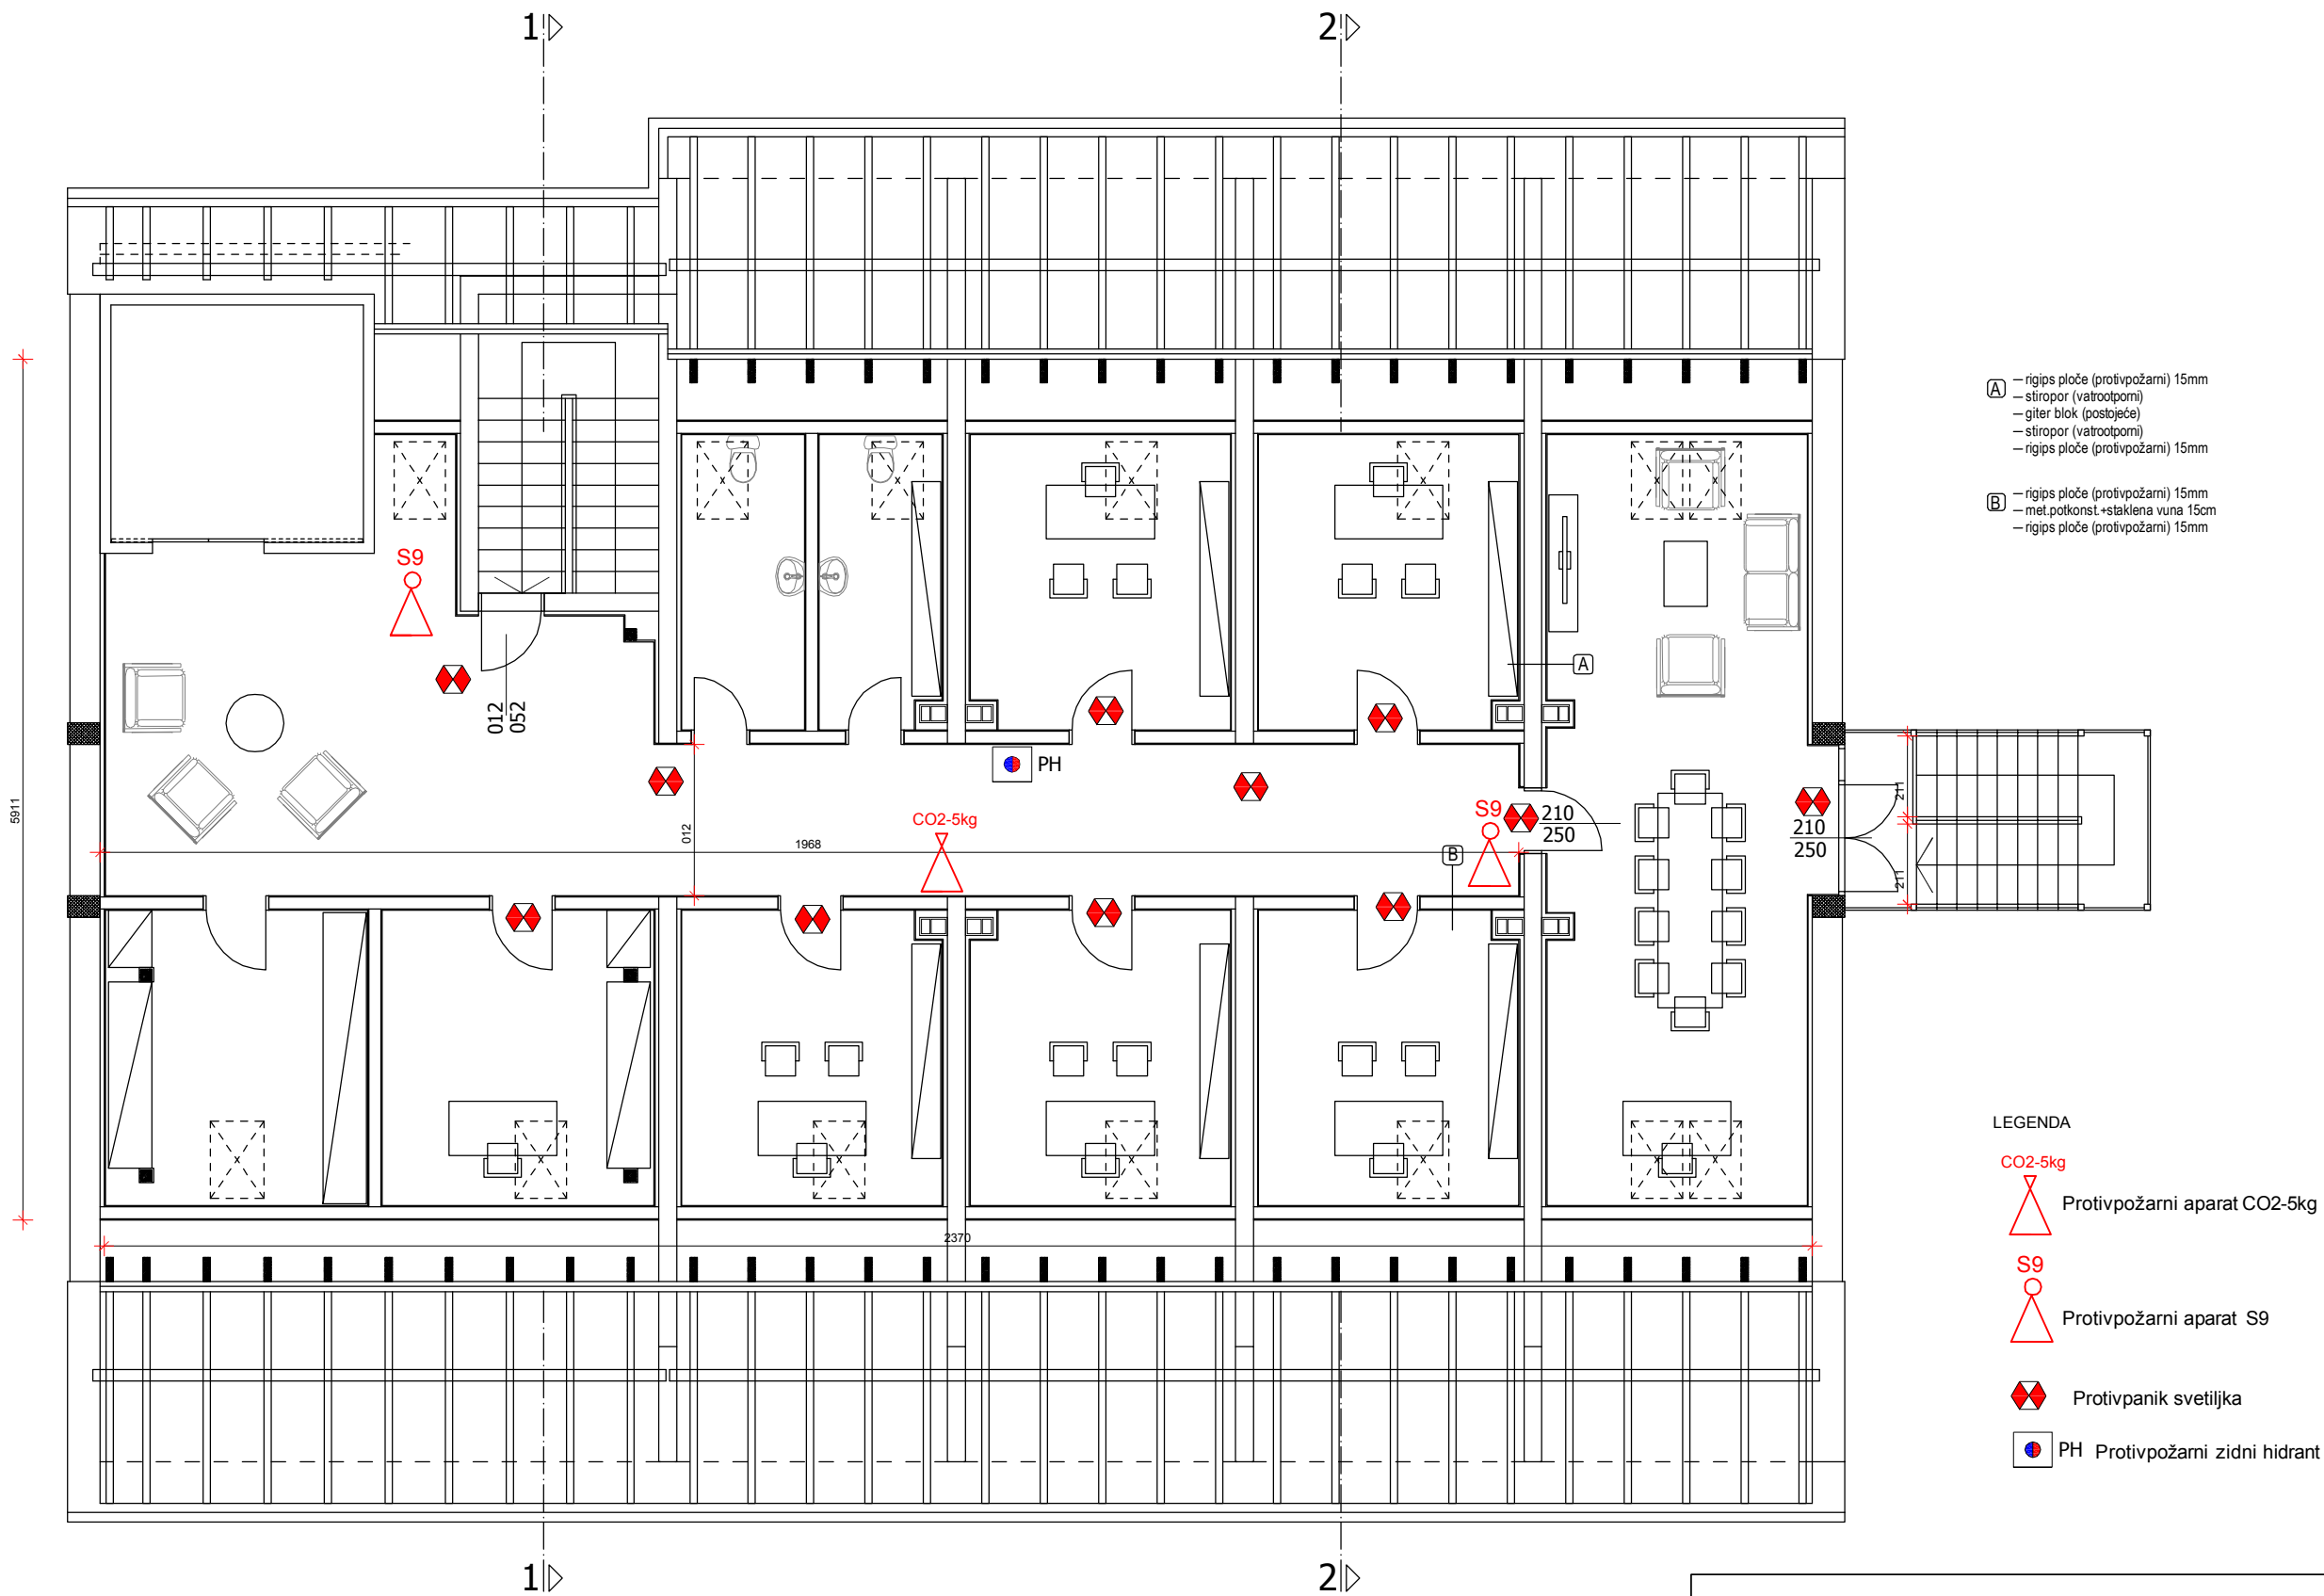 1
2
A
– rigips ploče (protivpožarni) 15mm
– stiropor (vatrootporni)
– giter blok (postojeće)
– stiropor (vatrootporni)
– rigips ploče (protivpožarni) 15mm
B
– rigips ploče (protivpožarni) 15mm
– met.potkonst.+staklena vuna 15cm
– rigips ploče (protivpožarni) 15mm
S9
A
012
052
PH
5911
012
CO2-5kg
1968
S9
210
250
B
210
250
211
211
2370
LEGENDA
CO2-5kg
Protivpožarni aparat CO2-5kg
S9
Protivpožarni aparat S9
Protivpanik svetiljka
PH Protivpožarni zidni hidrant
1
2